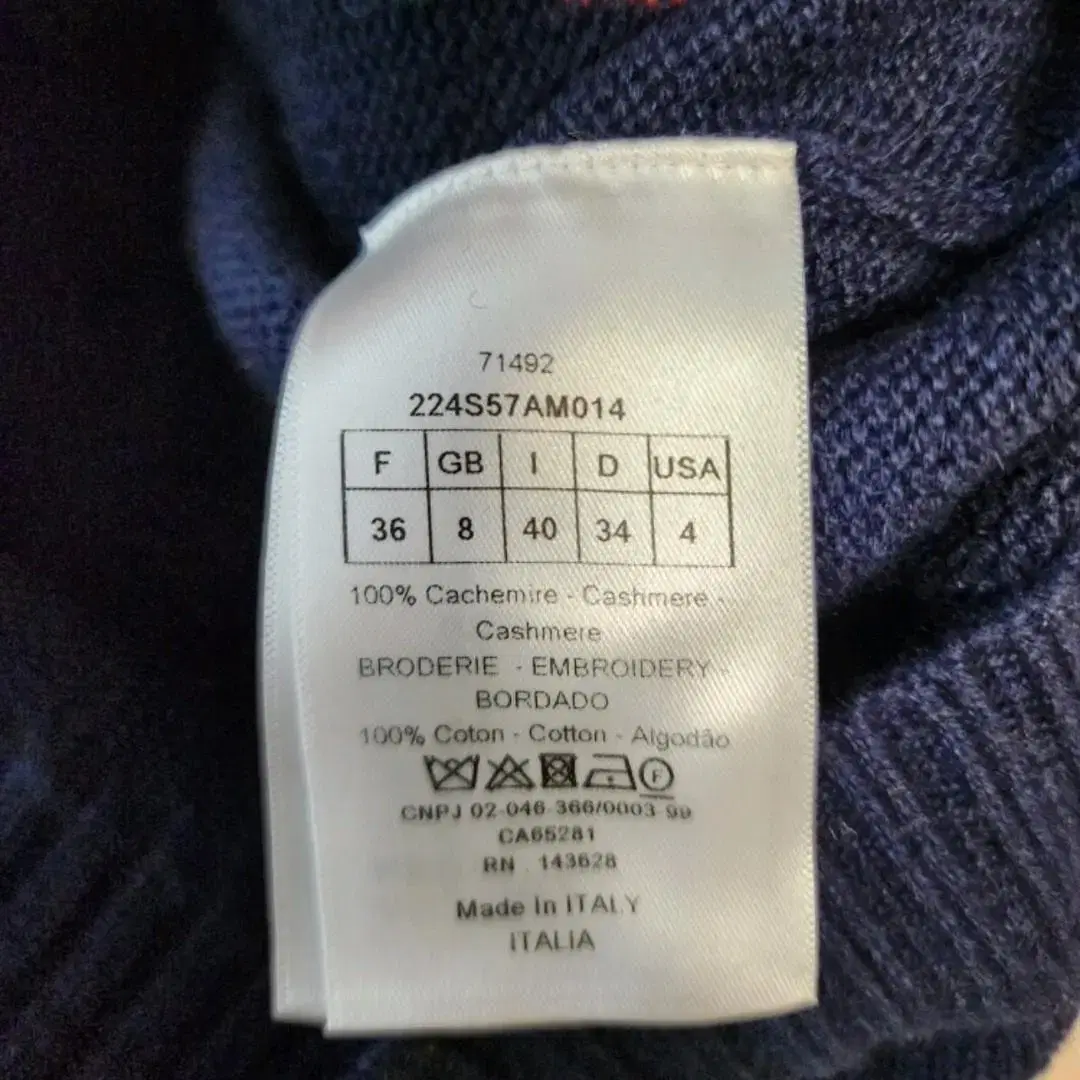 71492
224S57AM014
F GB I D USA
36 8 40 34 4
100% Cachemire - Cashmere -
Cashmere
BRODERIE - EMBROIDERY -
BORDADO
100% Coton - Cotton - Algodão
F
CNPJ 02-046-366/0003-99
CA65281
RN 143628
Made In ITALY
ITALIA